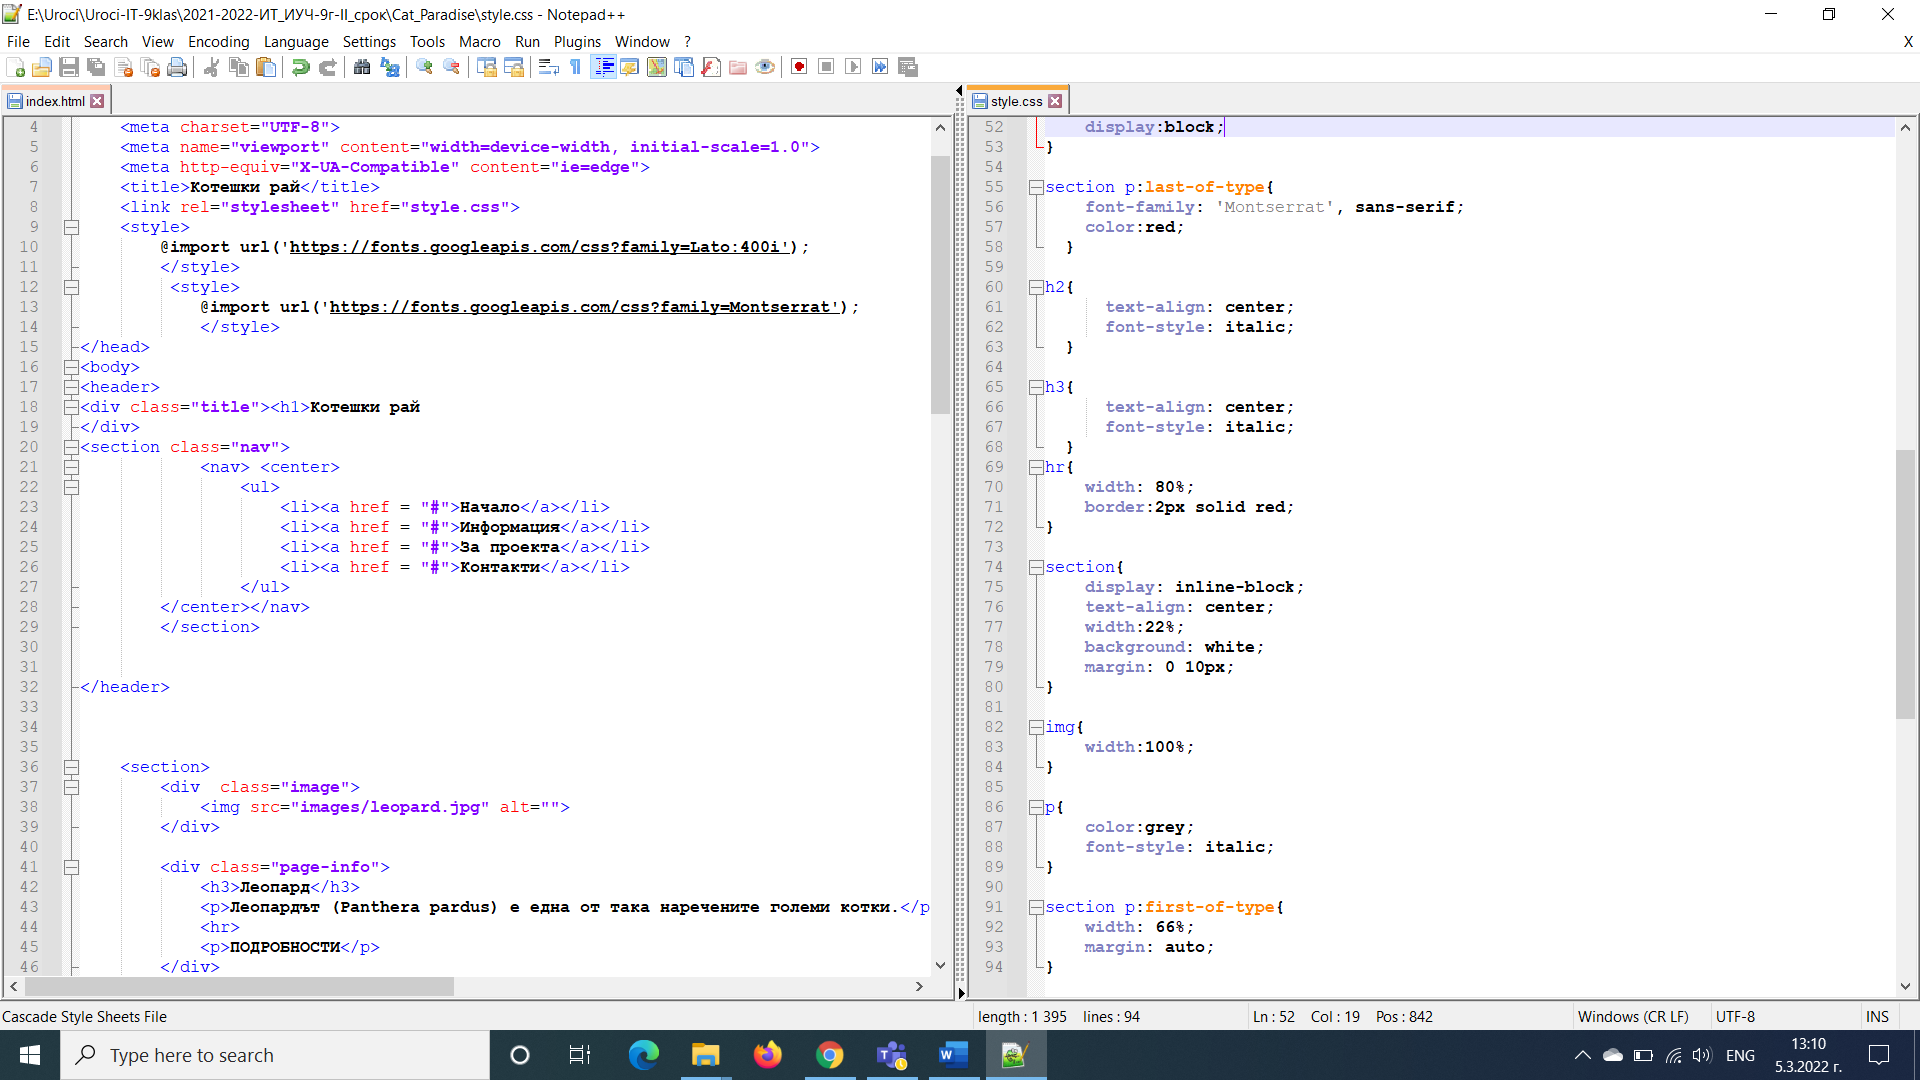 E:\Uroci\Uroci-IT-9klas\2021-2022-ИТ_ИУЧ-9г-II_срок\Cat_Paradise\style.css - Notepad++
File Edit Search View Encoding Language Settings Tools Macro Run Plugins Window ? X
index.html
4 <meta charset="UTF-8">
5 <meta name="viewport" content="width=device-width, initial-scale=1.0">
6 <meta http-equiv="X-UA-Compatible" content="ie=edge">
7 <title>Котешки рай</title>
8 <link rel="stylesheet" href="style.css">
9 <style>
10 @import url('https://fonts.googleapis.com/css?family=Lato:400i');
11 </style>
12 <style>
13 @import url('https://fonts.googleapis.com/css?family=Montserrat');
14 </style>
15 </head>
16 <body>
17 <header>
18 <div class="title"><h1>Котешки рай
19 </div>
20 <section class="nav">
21 <nav> <center>
22 <ul>
23 <li><a href = "#">Начало</a></li>
24 <li><a href = "#">Информация</a></li>
25 <li><a href = "#">За проекта</a></li>
26 <li><a href = "#">Контакти</a></li>
27 </ul>
28 </center></nav>
29 </section>
30
31
32 </header>
33
34
35
36 <section>
37 <div  class="image">
38 <img src="images/leopard.jpg" alt="">
39 </div>
40
41 <div class="page-info">
42 <h3>Леопард</h3>
43 <p>Леопардът (Panthera pardus) е една от така наречените големи котки.</p
44 <hr>
45 <p>ПОДРОБНОСТИ</p>
46 </div>
style.css
52 display:block;
53 }
54
55 section p:last-of-type{
56 font-family: 'Montserrat', sans-serif;
57 color:red;
58 }
59
60 h2{
61 text-align: center;
62 font-style: italic;
63 }
64
65 h3{
66 text-align: center;
67 font-style: italic;
68 }
69 hr{
70 width: 80%;
71 border:2px solid red;
72 }
73
74 section{
75 display: inline-block;
76 text-align: center;
77 width:22%;
78 background: white;
79 margin: 0 10px;
80 }
81
82 img{
83 width:100%;
84 }
85
86 p{
87 color:grey;
88 font-style: italic;
89 }
90
91 section p:first-of-type{
92 width: 66%;
93 margin: auto;
94 }
Cascade Style Sheets File length : 1 395 lines : 94 Ln : 52 Col : 19 Pos : 842 Windows (CR LF) UTF-8 INS
Type here to search
ENG
13:10
5.3.2022 г.